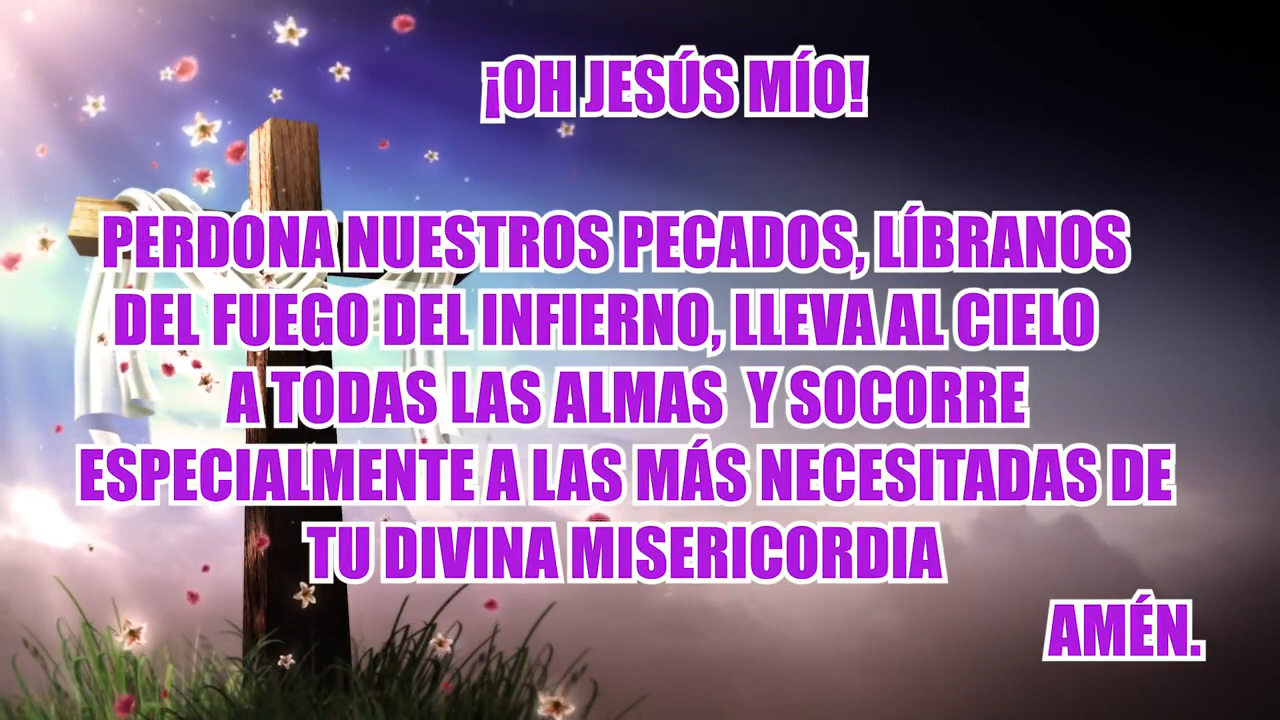 ¡OH JESÚS MÍO!
PERDONA NUESTROS PECADOS, LÍBRANOS
DEL FUEGO DEL INFIERNO, LLEVA AL CIELO
A TODAS LAS ALMAS Y SOCORRE
ESPECIALMENTE A LAS MÁS NECESITADAS DE
TU DIVINA MISERICORDIA
AMÉN.